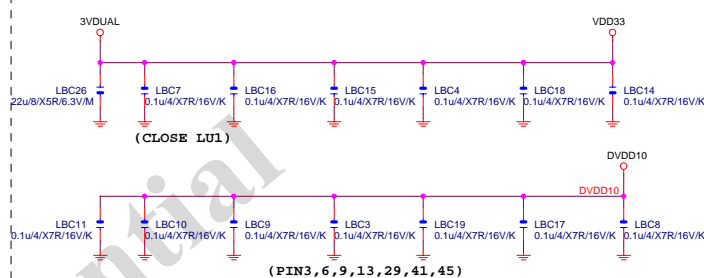 3VDUAL VDD33
LBC26 LBC7 LBC16 LBC15 LBC4 LBC18 LBC14
22u/8/X5R/6.3V/M 0.1u/4/X7R/16V/K 0.1u/4/X7R/16V/K 0.1u/4/X7R/16V/K 0.1u/4/X7R/16V/K 0.1u/4/X7R/16V/K 0.1u/4/X7R/16V/K
(CLOSE LU1)
DVDD10
DVDD10
LBC11 LBC10 LBC9 LBC3 LBC19 LBC17 LBC8
0.1u/4/X7R/16V/K 0.1u/4/X7R/16V/K 0.1u/4/X7R/16V/K 0.1u/4/X7R/16V/K 0.1u/4/X7R/16V/K 0.1u/4/X7R/16V/K 0.1u/4/X7R/16V/K
(PIN3,6,9,13,29,41,45)
ential